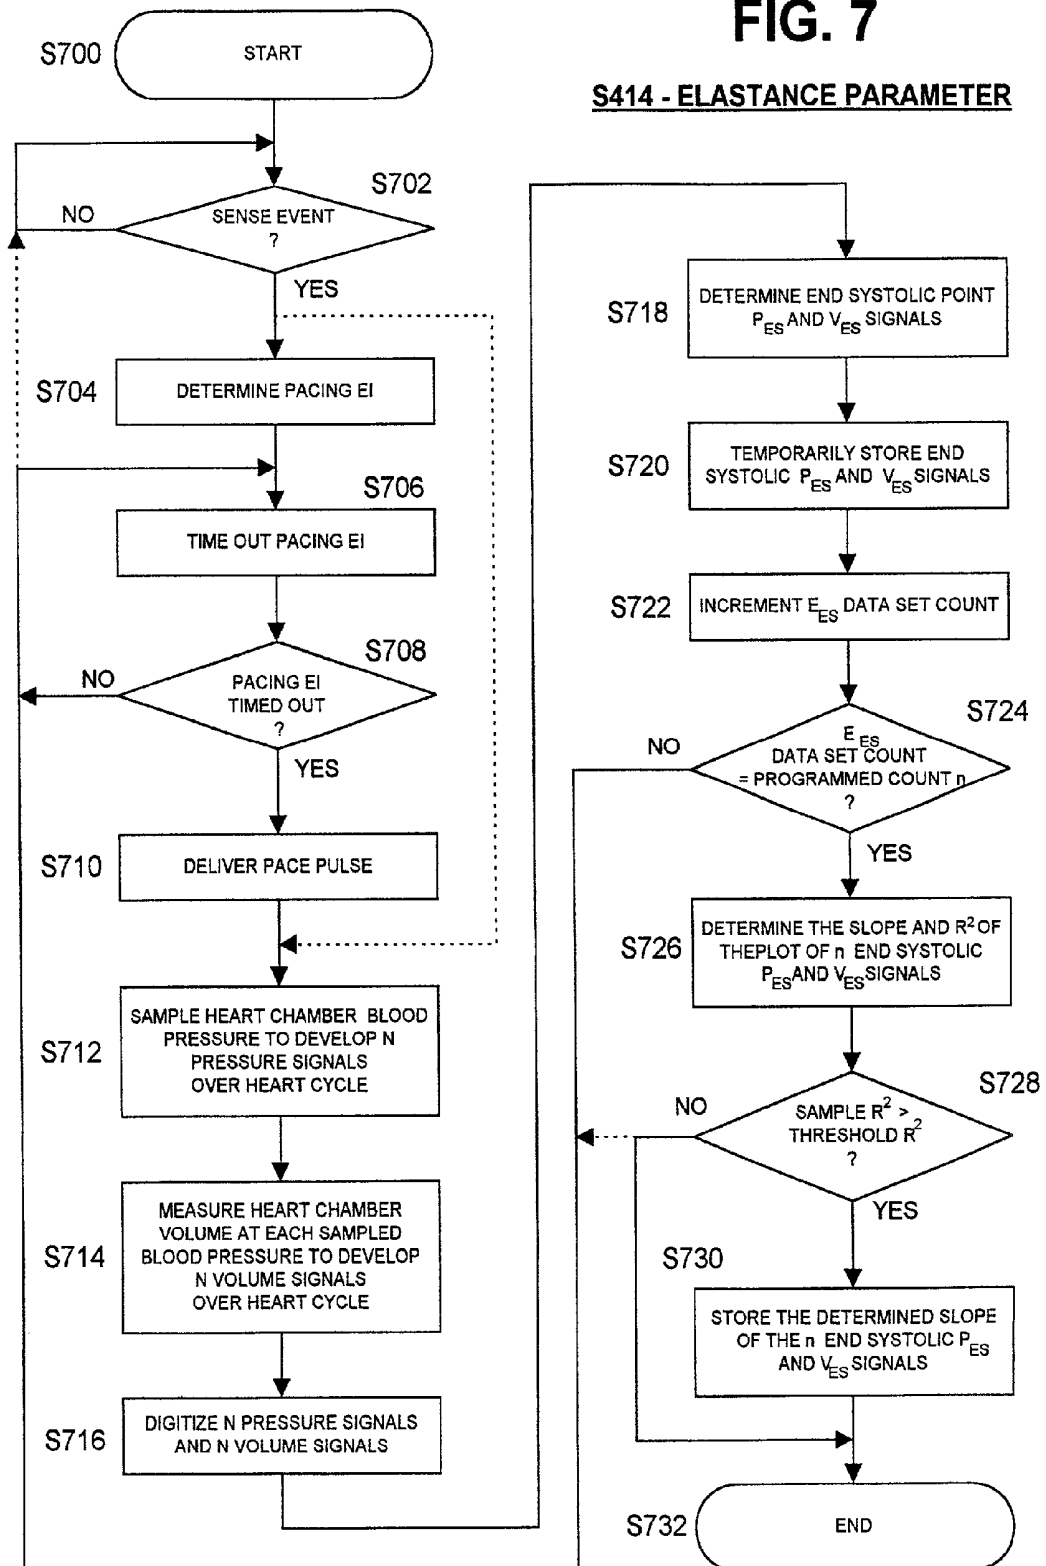 FIG. 7
S414 - ELASTANCE PARAMETER
S700
START
S702
SENSE EVENT
?
NO
YES
S704
DETERMINE PACING EI
S706
TIME OUT PACING EI
S708
PACING EI
TIMED OUT
?
NO
YES
S710
DELIVER PACE PULSE
S712
SAMPLE HEART CHAMBER BLOOD
PRESSURE TO DEVELOP N
PRESSURE SIGNALS
OVER HEART CYCLE
S714
MEASURE HEART CHAMBER
VOLUME AT EACH SAMPLED
BLOOD PRESSURE TO DEVELOP
N VOLUME SIGNALS
OVER HEART CYCLE
S716
DIGITIZE N PRESSURE SIGNALS
AND N VOLUME SIGNALS
S718
DETERMINE END SYSTOLIC POINT
PES AND VES SIGNALS
S720
TEMPORARILY STORE END
SYSTOLIC PES AND VES SIGNALS
S722
INCREMENT EES DATA SET COUNT
S724
EES
DATA SET COUNT
= PROGRAMMED COUNT n
?
NO
YES
S726
DETERMINE THE SLOPE AND R² OF
THEPLOT OF n END SYSTOLIC
PES AND VES SIGNALS
S728
SAMPLE R² >
THRESHOLD R²
?
NO
YES
S730
STORE THE DETERMINED SLOPE
OF THE n END SYSTOLIC PES
AND VES SIGNALS
S732
END